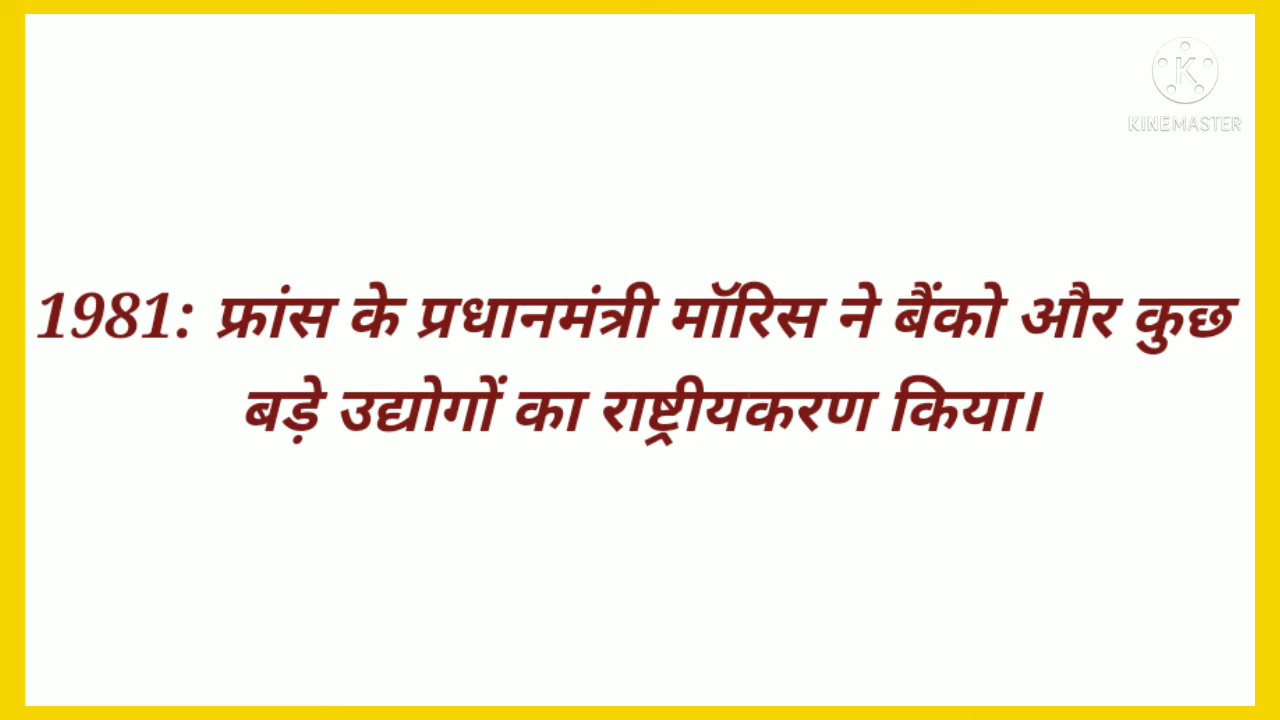 KINEMASTER
1981: फ्रांस के प्रधानमंत्री मॉरिस ने बैंको और कुछ
बड़े उद्योगों का राष्ट्रीयकरण किया।